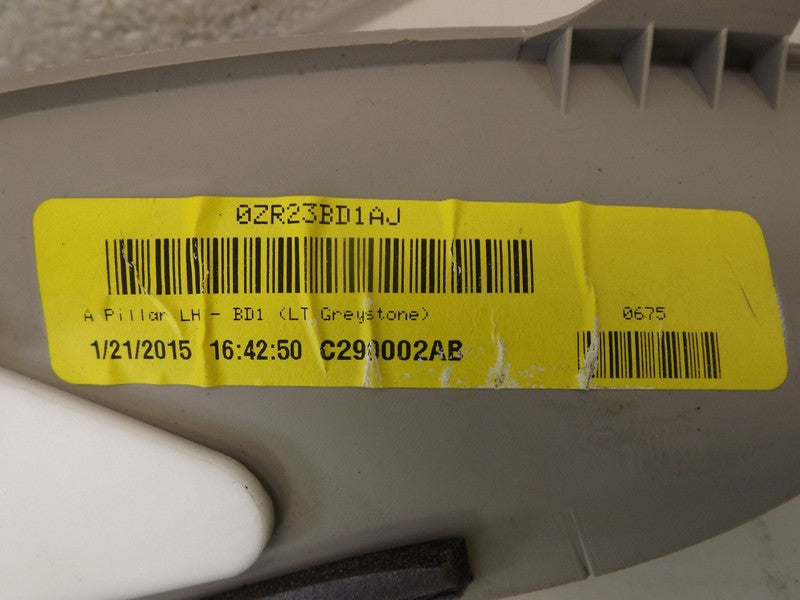 0ZR23BD1AJ
A Pillar LH - BD1 (LT Greystone)
0675
1/21/2015 16:42:50 C290002AB